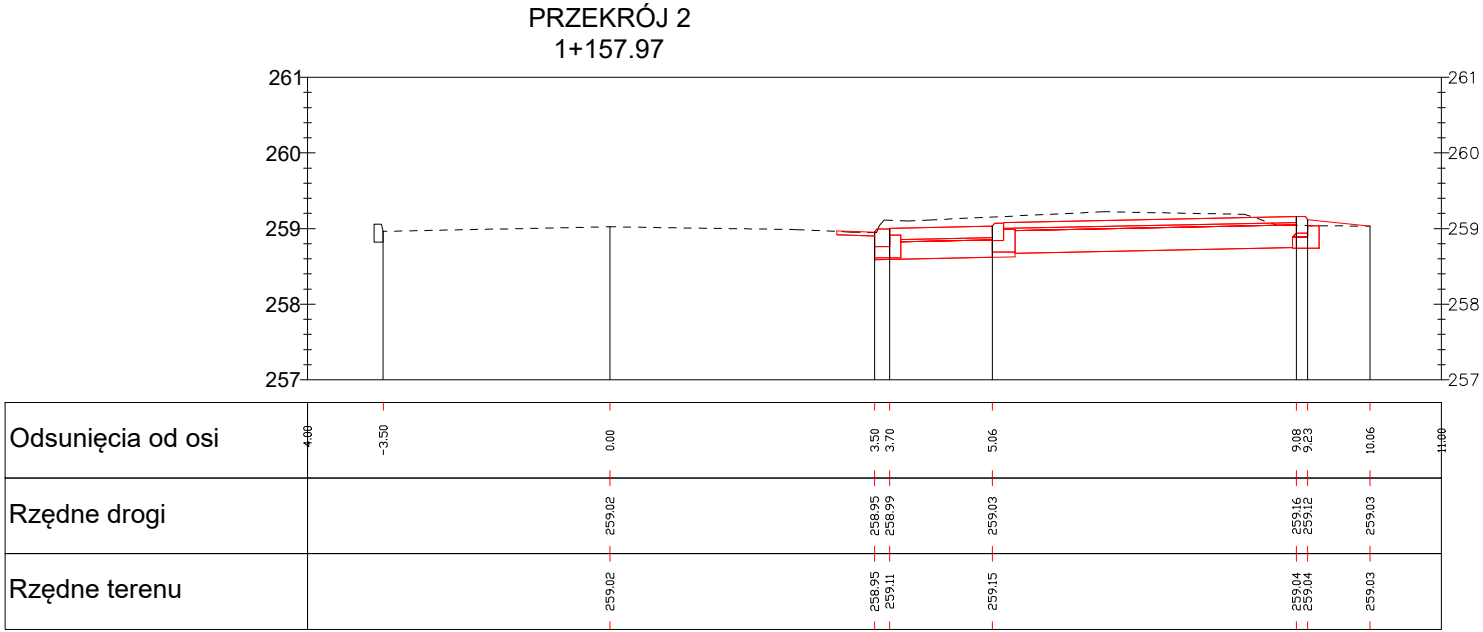 PRZEKRÓJ 2
1+157.97
261 261
260 260
259 259
258 258
257 257
Odsunięcia od osi -4.00 -3.50 0.00 3.50 3.70 5.06 9.08 9.23 10.06 11.00
Rzędne drogi 259.02 258.95 258.99 259.03 259.16 259.12 259.03
Rzędne terenu 259.02 258.95 259.11 259.15 259.04 259.04 259.03